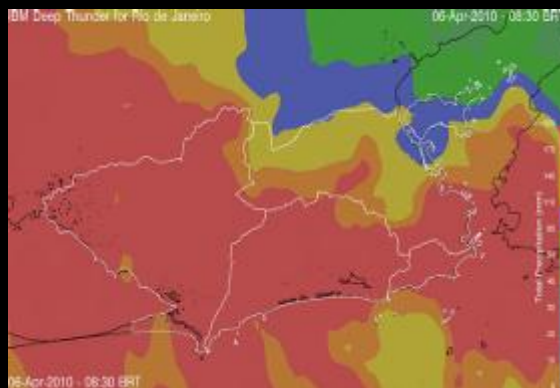 IBM Deep Thunder for Rio de Janeiro
06-Apr-2010 - 08:30 BRT
Total Precipitation (mm)
06-Apr-2010 - 08:30 BRT